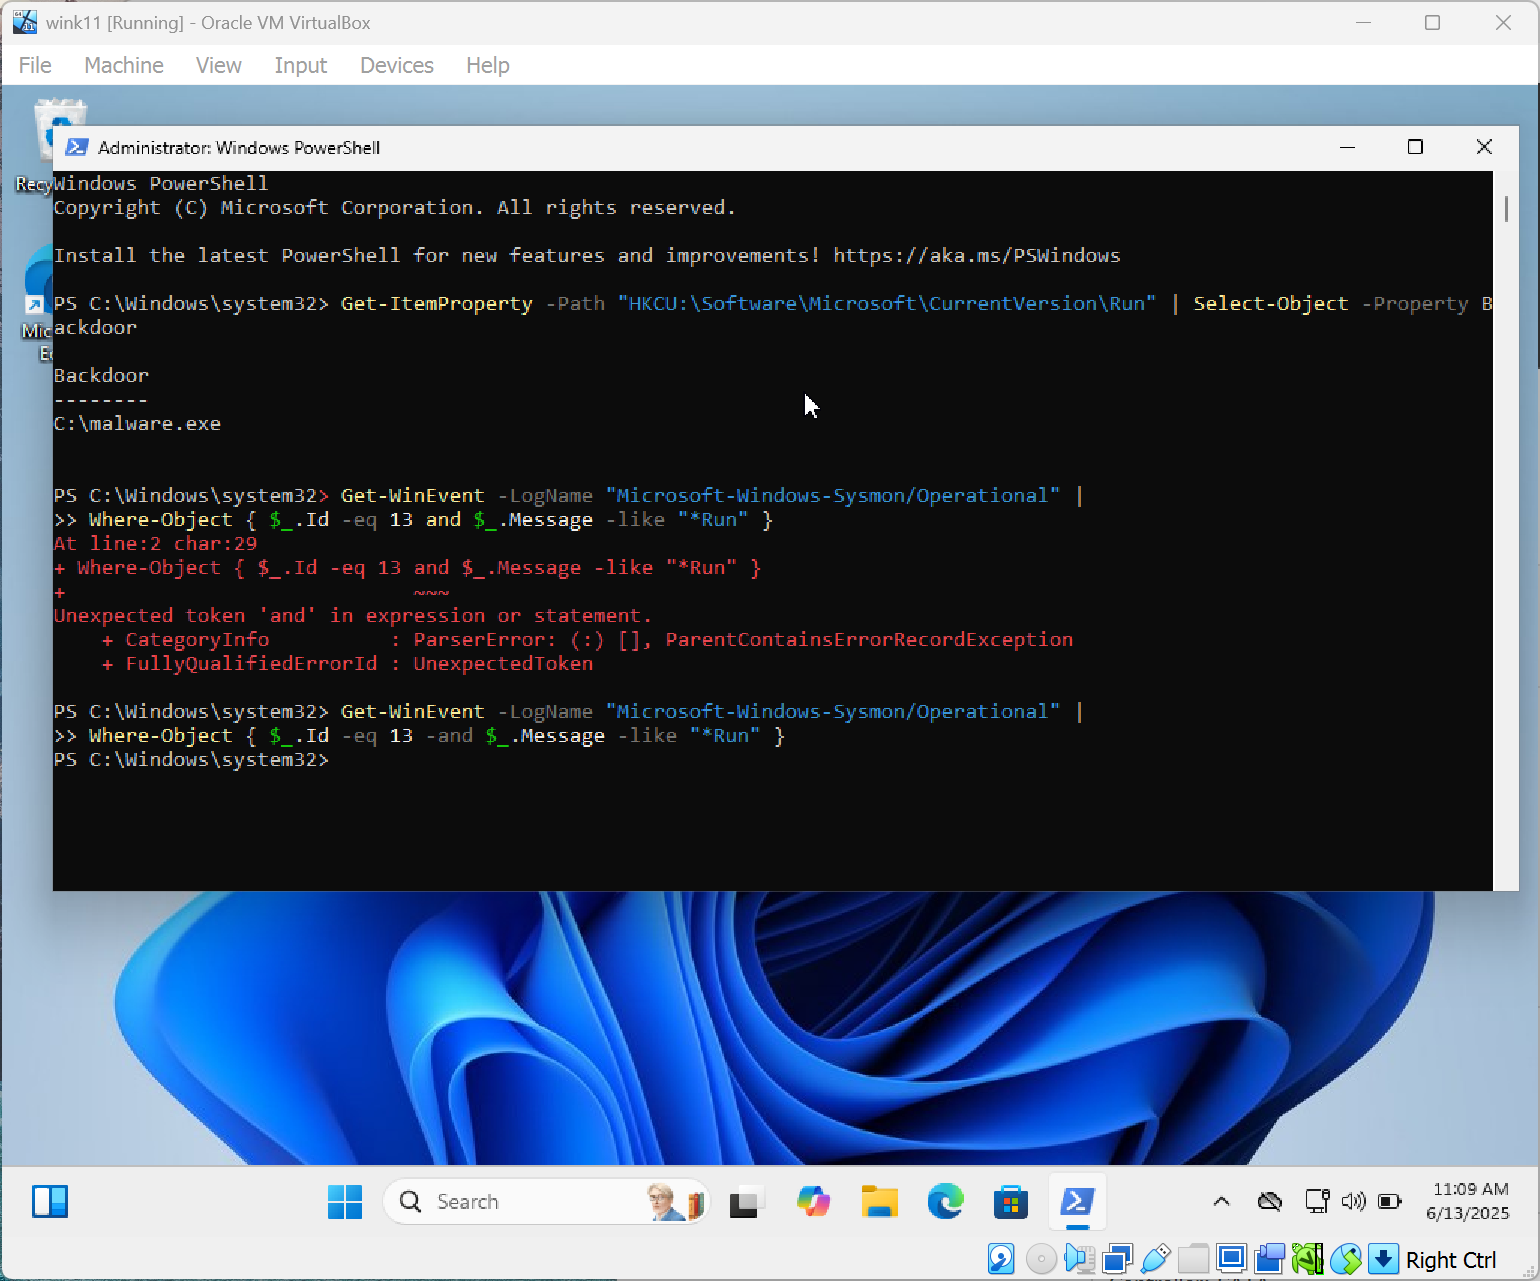 wink11 [Running] - Oracle VM VirtualBox
File Machine View Input Devices Help
Administrator: Windows PowerShell
Recy
Windows PowerShell
Copyright (C) Microsoft Corporation. All rights reserved.
Install the latest PowerShell for new features and improvements! https://aka.ms/PSWindows
PS C:\Windows\system32> Get-ItemProperty -Path "HKCU:\Software\Microsoft\CurrentVersion\Run" | Select-Object -Property B
Mic
ackdoor
E
Backdoor
--------
C:\malware.exe
PS C:\Windows\system32> Get-WinEvent -LogName "Microsoft-Windows-Sysmon/Operational" |
>> Where-Object { $_.Id -eq 13 and $_.Message -like "*Run" }
At line:2 char:29
+ Where-Object { $_.Id -eq 13 and $_.Message -like "*Run" }
+                             ~~~
Unexpected token 'and' in expression or statement.
    + CategoryInfo          : ParserError: (:) [], ParentContainsErrorRecordException
    + FullyQualifiedErrorId : UnexpectedToken
PS C:\Windows\system32> Get-WinEvent -LogName "Microsoft-Windows-Sysmon/Operational" |
>> Where-Object { $_.Id -eq 13 -and $_.Message -like "*Run" }
PS C:\Windows\system32>
Search
11:09 AM
6/13/2025
Right Ctrl